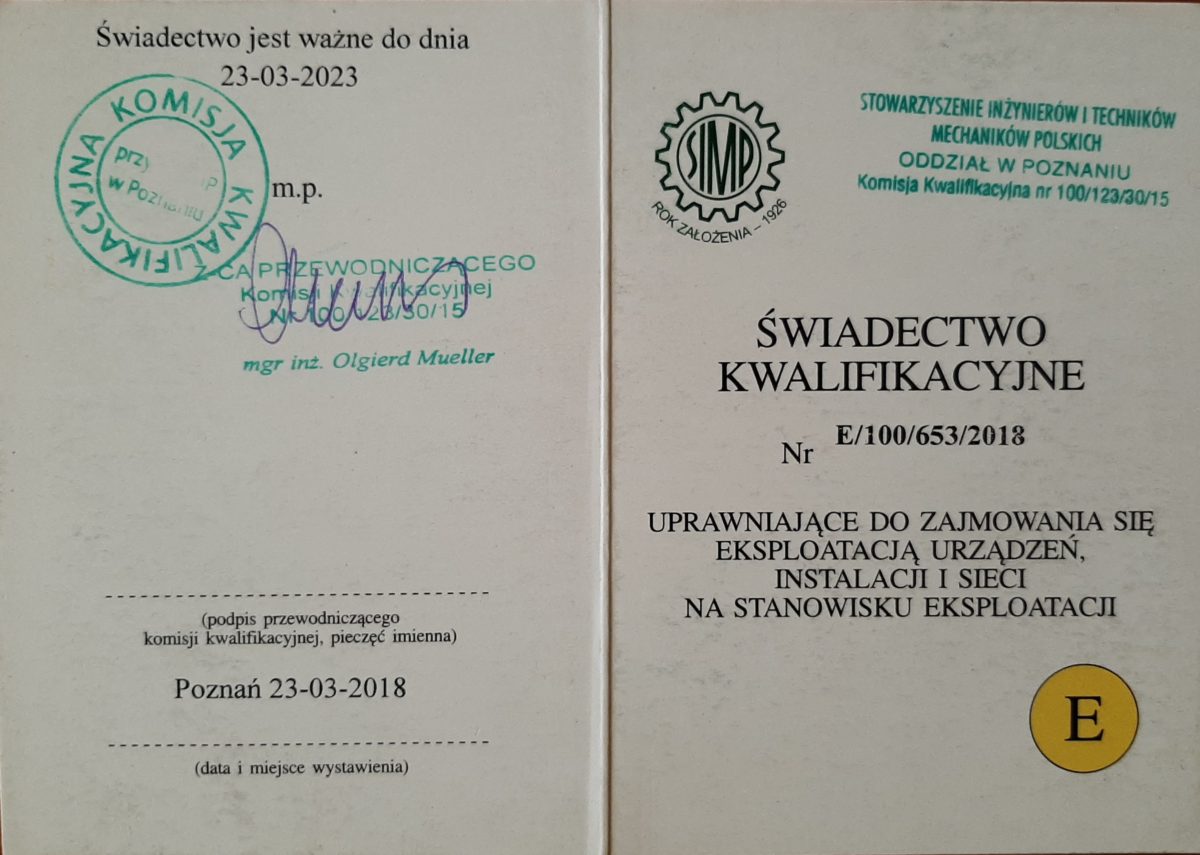 Świadectwo jest ważne do dnia
23-03-2023
KOMISJA KWALIFIKACYJNA
w Poznaniu
m.p.
Z-CA PRZEWODNICZĄCEGO
Komisji Kwalifikacyjnej
Nr 100/123/30/15
mgr inż. Olgierd Mueller
(podpis przewodniczącego
komisji kwalifikacyjnej, pieczęć imienna)
Poznań 23-03-2018
(data i miejsce wystawienia)
SIMP
ROK ZAŁOŻENIA – 1926
STOWARZYSZENIE INŻYNIERÓW I TECHNIKÓW
MECHANIKÓW POLSKICH
ODDZIAŁ W POZNANIU
Komisja Kwalifikacyjna nr 100/123/30/15
ŚWIADECTWO
KWALIFIKACYJNE
Nr E/100/653/2018
UPRAWNIAJĄCE DO ZAJMOWANIA SIĘ
EKSPLOATACJĄ URZĄDZEŃ,
INSTALACJI I SIECI
NA STANOWISKU EKSPLOATACJI
E